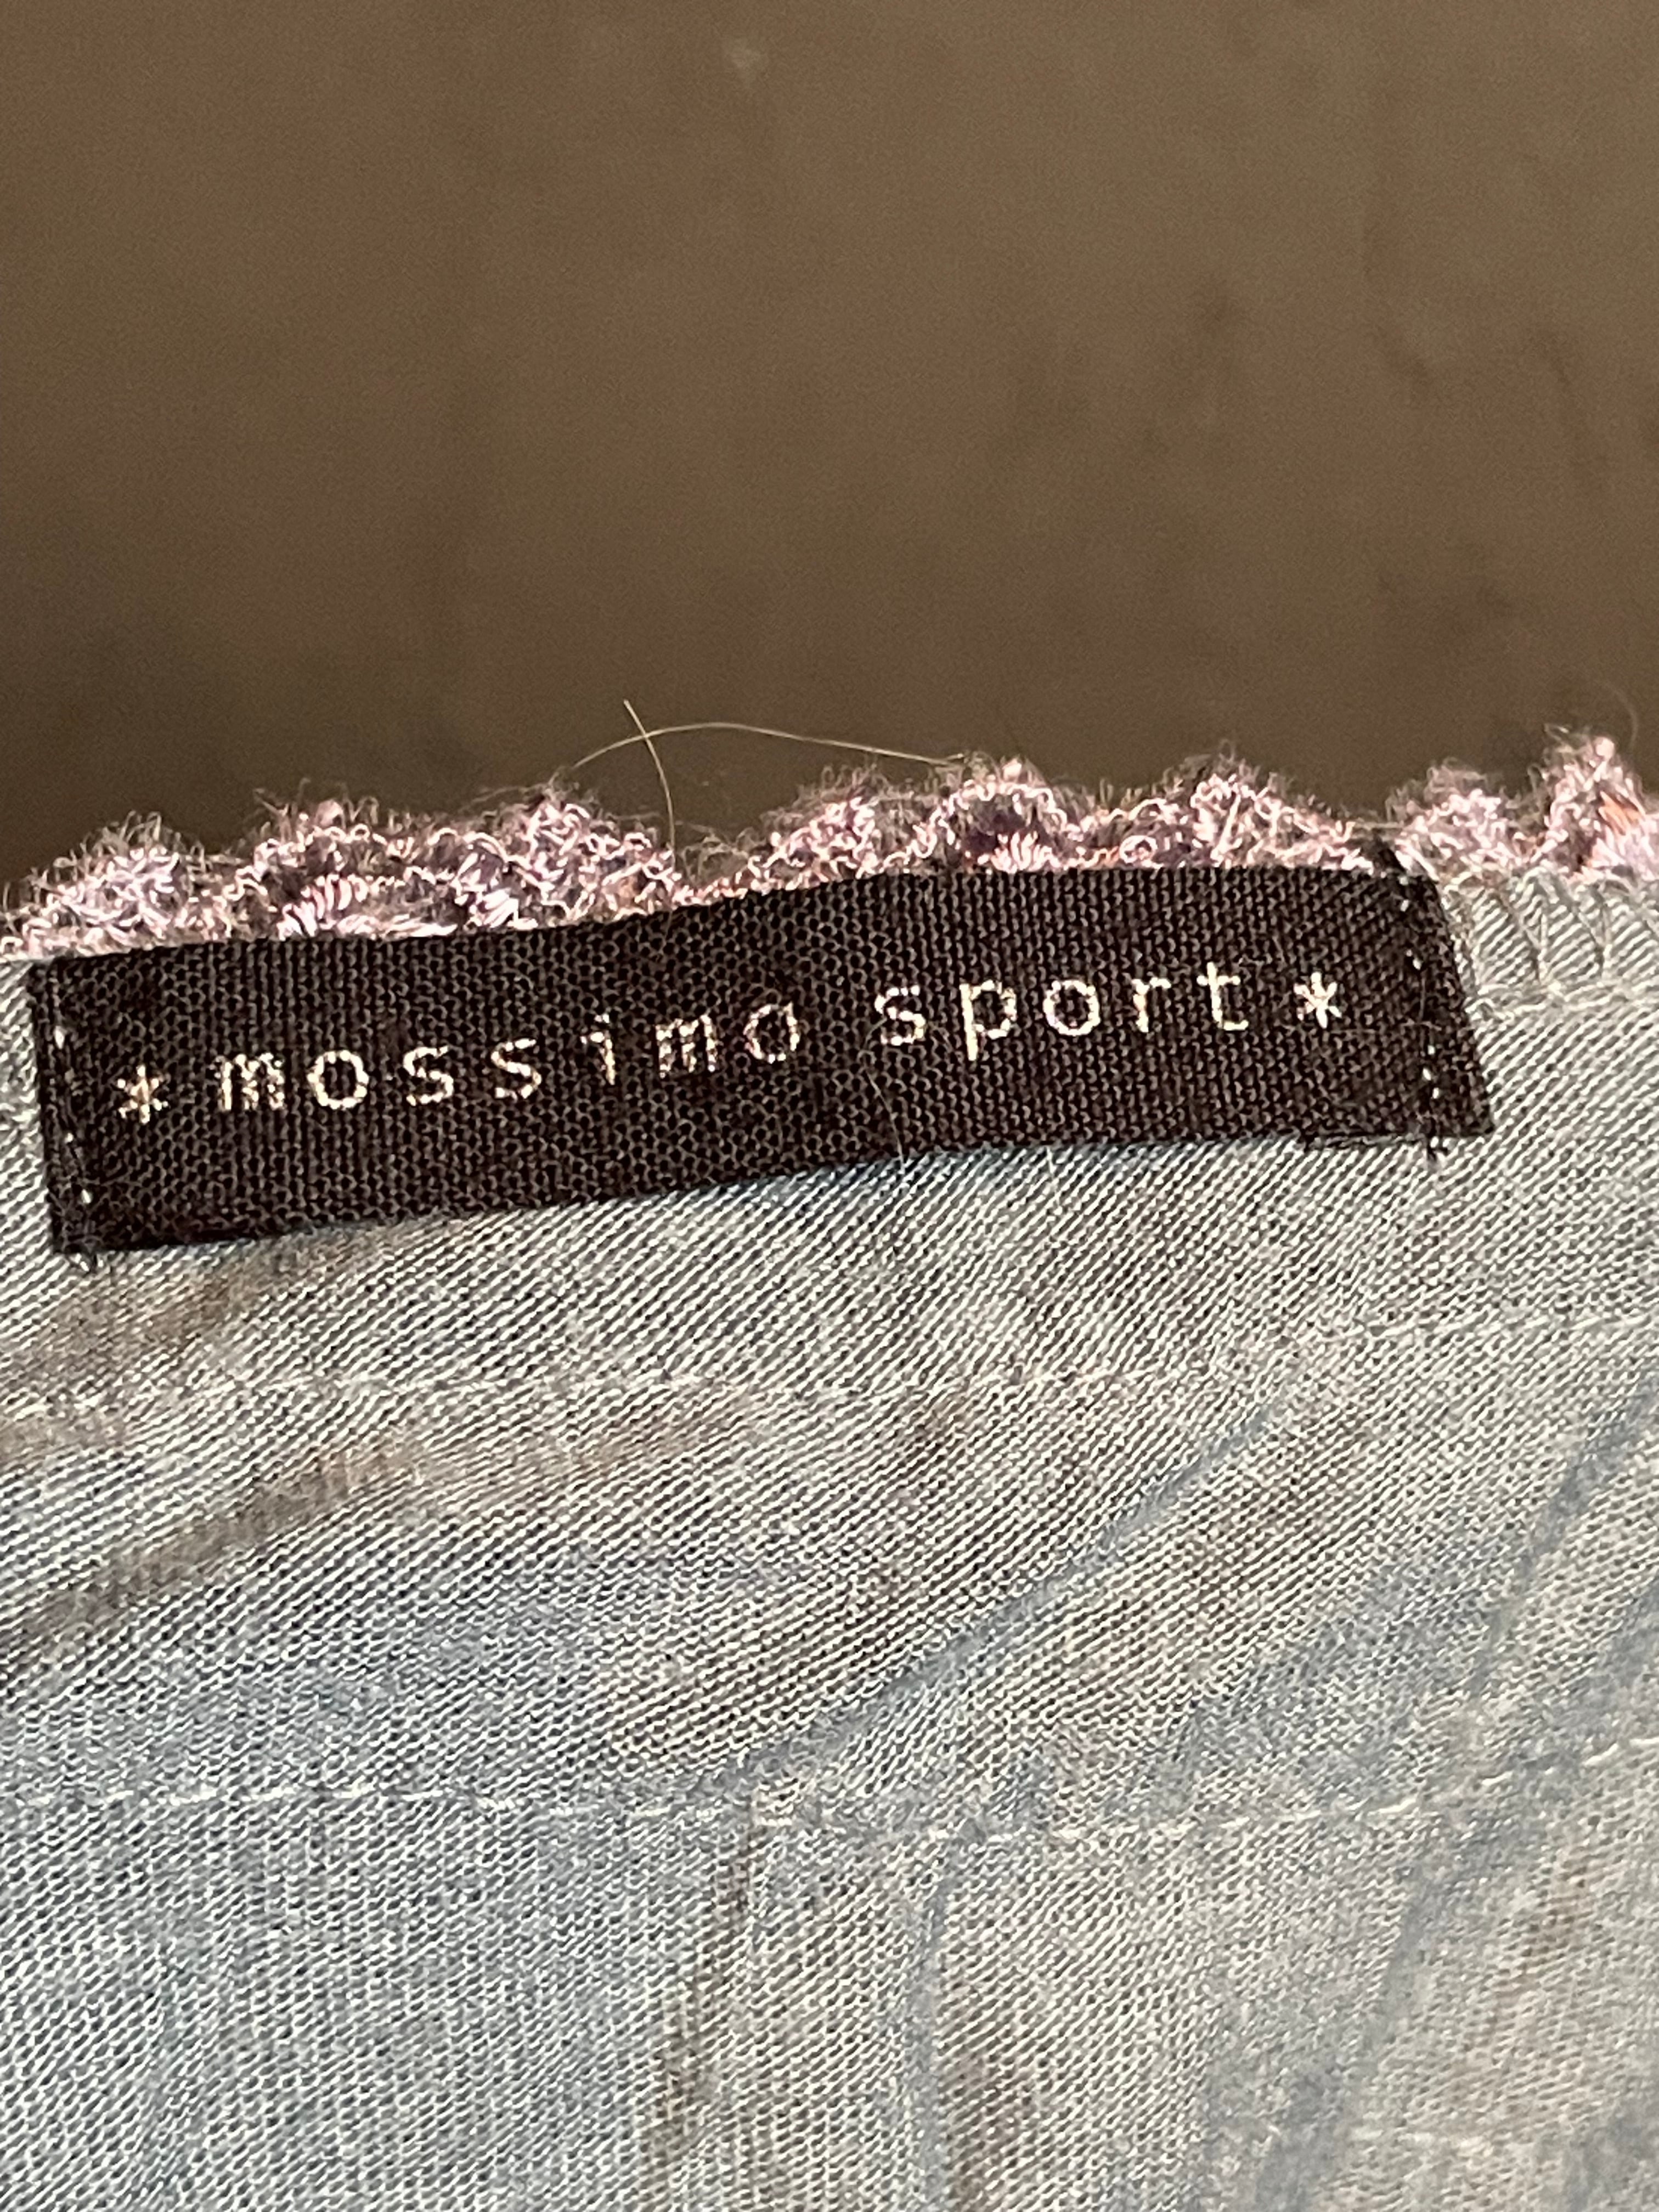 * mossimo sport *